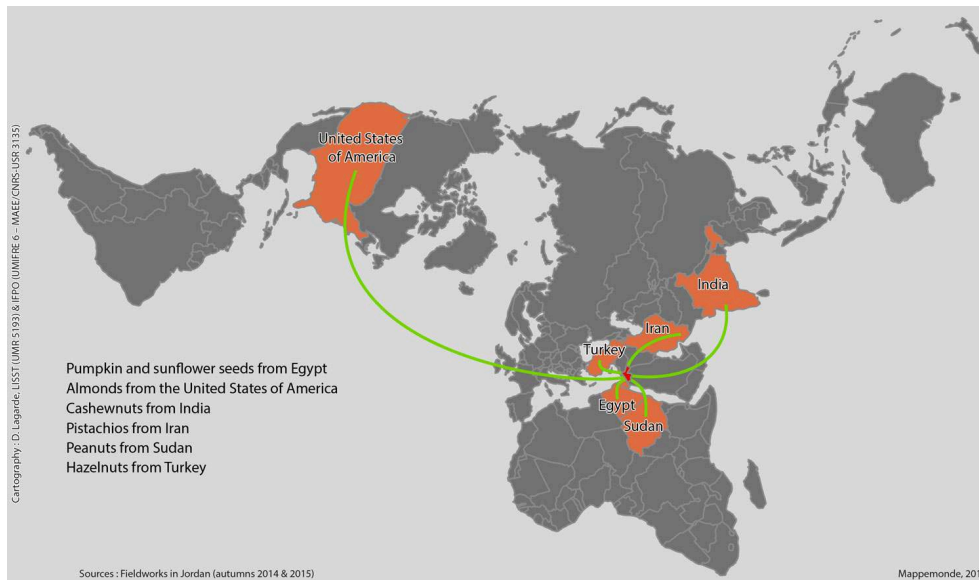 United States
of America
India
Iran
Turkey
Egypt
Sudan
Pumpkin and sunflower seeds from Egypt
Almonds from the United States of America
Cashewnuts from India
Pistachios from Iran
Peanuts from Sudan
Hazelnuts from Turkey
Cartography : D. Lagarde, LISST (UMR 5193) & IFPO (UMIFRE 6 – MAEE/CNRS-USR 3135)
Sources : Fieldworks in Jordan (autumns 2014 & 2015)
Mappemonde,